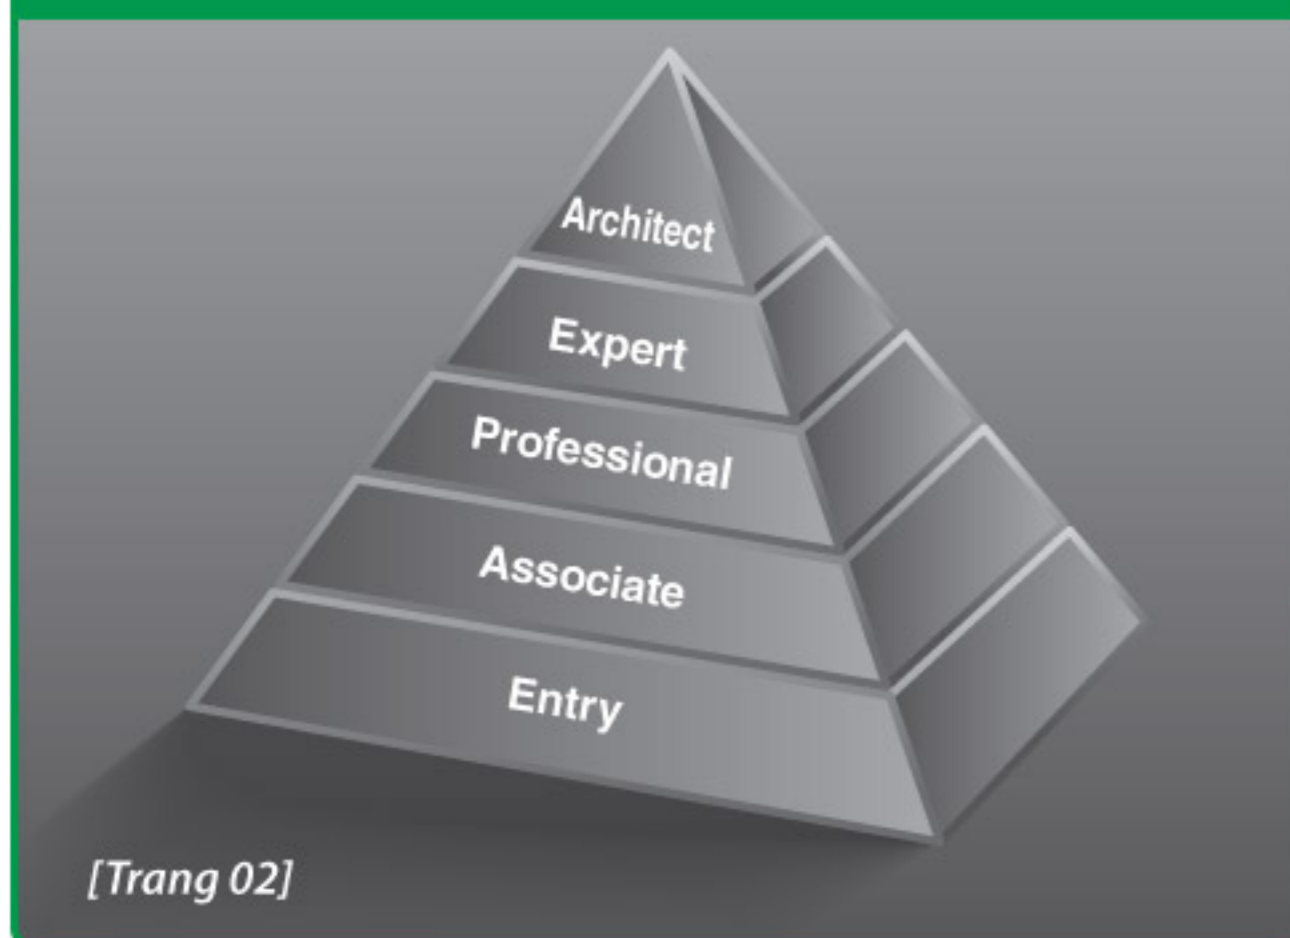 Architect
Expert
Professional
Associate
Entry
[Trang 02]